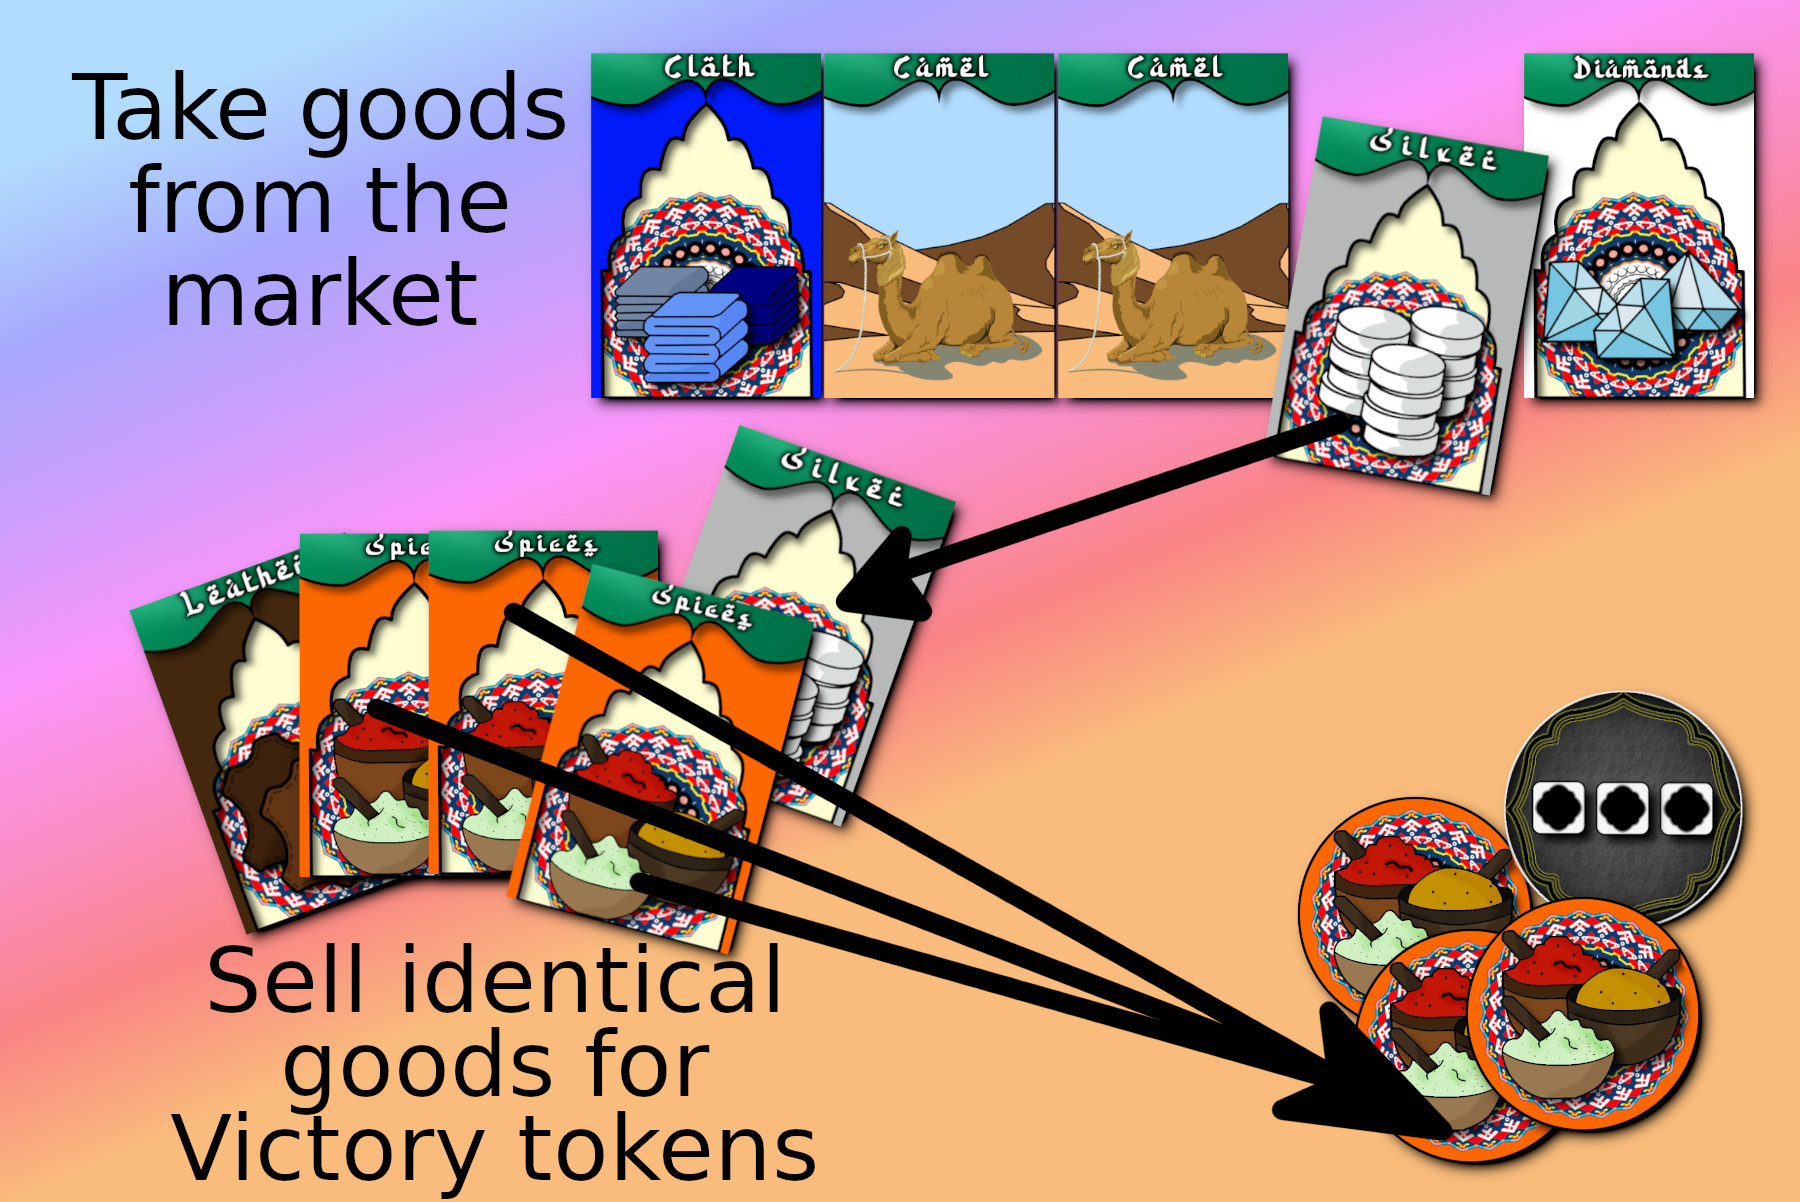 Take goods
from the
market
Cloth
Camel
Camel
Silver
Diamonds
Silver
Leather
Spic
Spices
Spices
Sell identical
goods for
Victory tokens